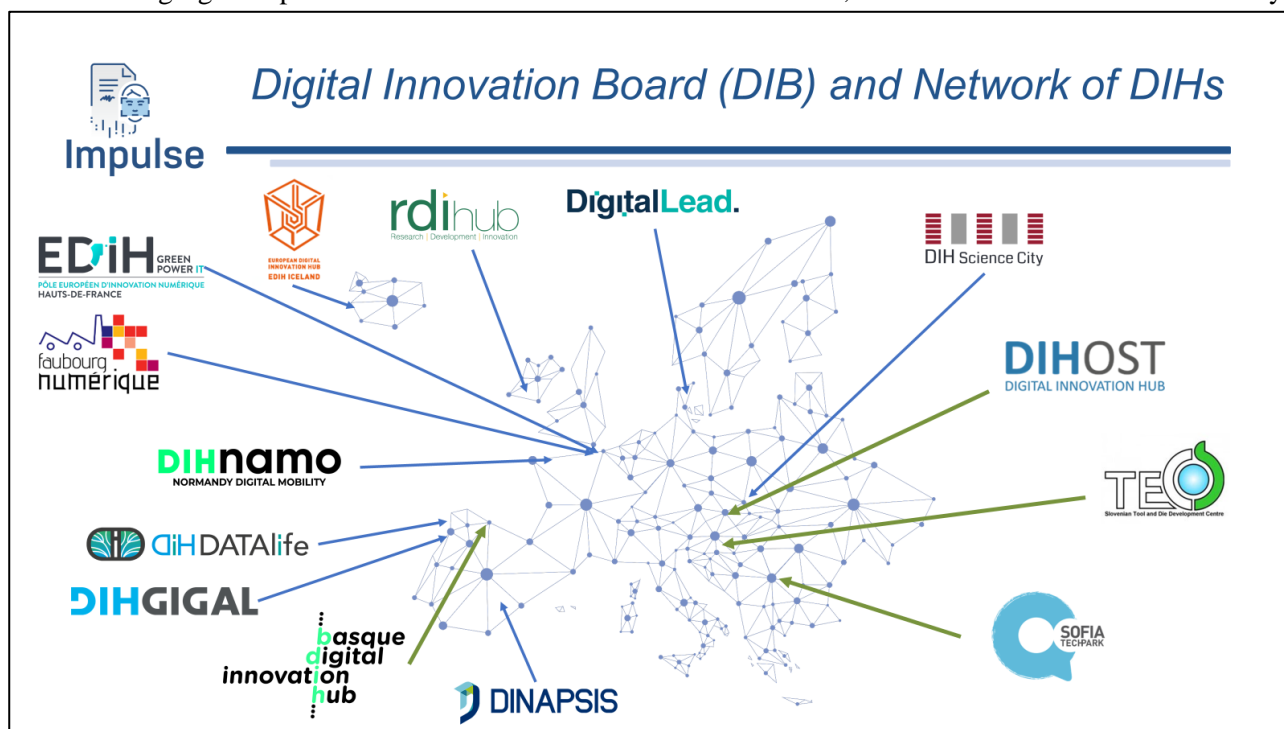 Digital Innovation Board (DIB) and Network of DIHs
Impulse
EUROPEAN DIGITAL
INNOVATION HUB
EDIH ICELAND
rdihub
Research | Development | Innovation
DigitalLead.
DIH Science City
EDiH GREEN
POWER IT
PÔLE EUROPÉEN D'INNOVATION NUMÉRIQUE
HAUTS-DE-FRANCE
faubourg
numérique
DIHOST
DIGITAL INNOVATION HUB
DIHnamo
NORMANDY DIGITAL MOBILITY
TECOS
Slovenian Tool and Die Development Centre
DiHDATAlife
DIHGIGAL
basque
digital
innovation
hub
DINAPSIS
SOFIA
TECHPARK